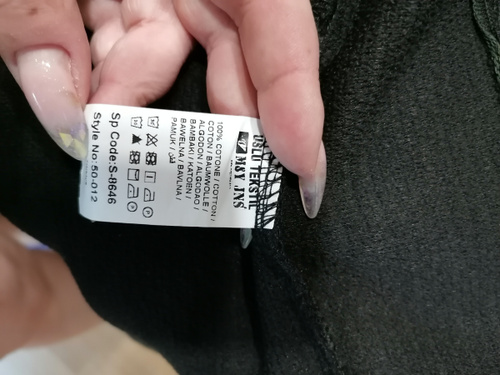 USLU TEKSTİL
M&Y JNS
100% COTONE / COTTON /
COTON / BAUMWOLLE /
ALGODON / ALGODAO /
BAMBAKI / KATOEN /
BAWELNA / BAVLNA /
PAMUK /
Sp Code:S-8646
Style No: 50-012